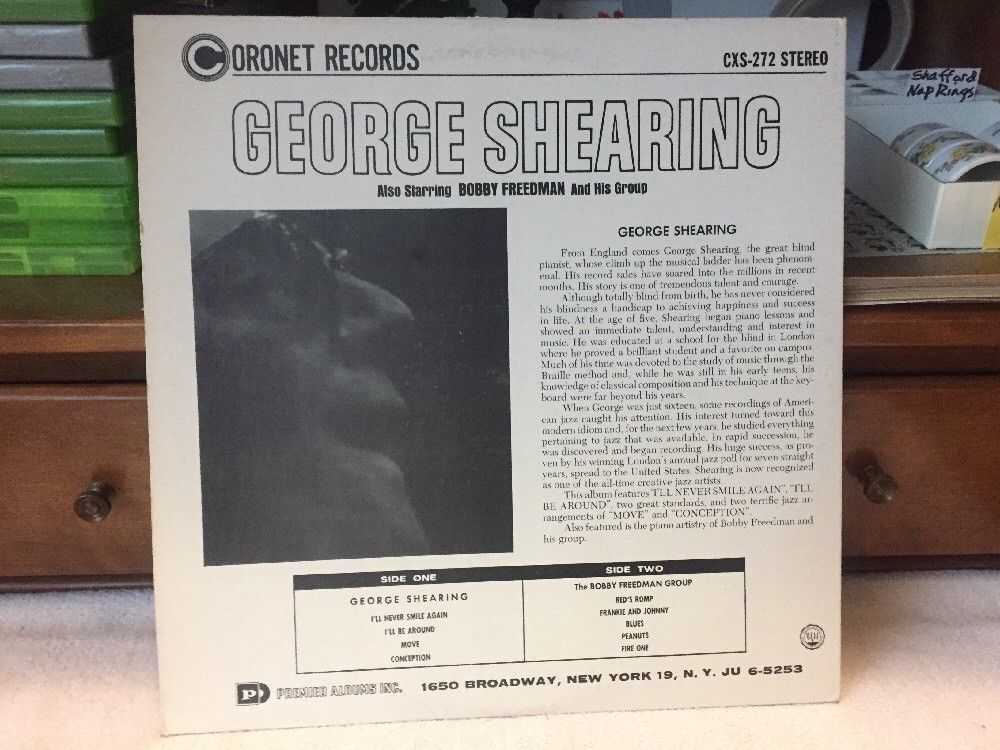 CORONET RECORDS
CXS-272 STEREO
Shafford
Nap Rings
GEORGE SHEARING
Also Starring BOBBY FREEDMAN And His Group
GEORGE SHEARING
From England comes George Shearing, the great blind
pianist, whose climb up the musical ladder has been phenom-
enal. His record sales have soared into the millions in recent
months. His story is one of tremendous talent and courage.
Although totally blind from birth, he has never considered
his blindness a handicap to achieving happiness and success
in life. At the age of five, Shearing began piano lessons and
showed an immediate talent, understanding and interest in
music. He was educated at a school for the blind in London
where he proved a brilliant student and a favorite on campus.
Much of his time was devoted to the study of music through the
Braille method and, while he was still in his early teens, his
knowledge of classical composition and his technique at the key-
board were far beyond his years.
When George was just sixteen, some recordings of Ameri-
can jazz caught his attention. His interest turned toward this
modern idiom and, for the next few years, he studied everything
pertaining to jazz that was available. In rapid succession, he
was discovered and began recording. His huge success, as pro-
ven by his winning London's annual jazz poll for seven straight
years, spread to the United States. Shearing is now recognized
as one of the all-time creative jazz artists.
This album features "I'LL NEVER SMILE AGAIN", "I'LL
BE AROUND", two great standards, and two terrific jazz ar-
rangements of "MOVE" and "CONCEPTION".
Also featured is the piano artistry of Bobby Freedman and
his group.
SIDE ONE
GEORGE SHEARING
I'LL NEVER SMILE AGAIN
I'LL BE AROUND
MOVE
CONCEPTION
SIDE TWO
The BOBBY FREEDMAN GROUP
RED'S ROMP
FRANKIE AND JOHNNY
BLUES
PEANUTS
FIRE ONE
P PREMIER ALBUMS INC. 1650 BROADWAY, NEW YORK 19, N. Y. JU 6-5253